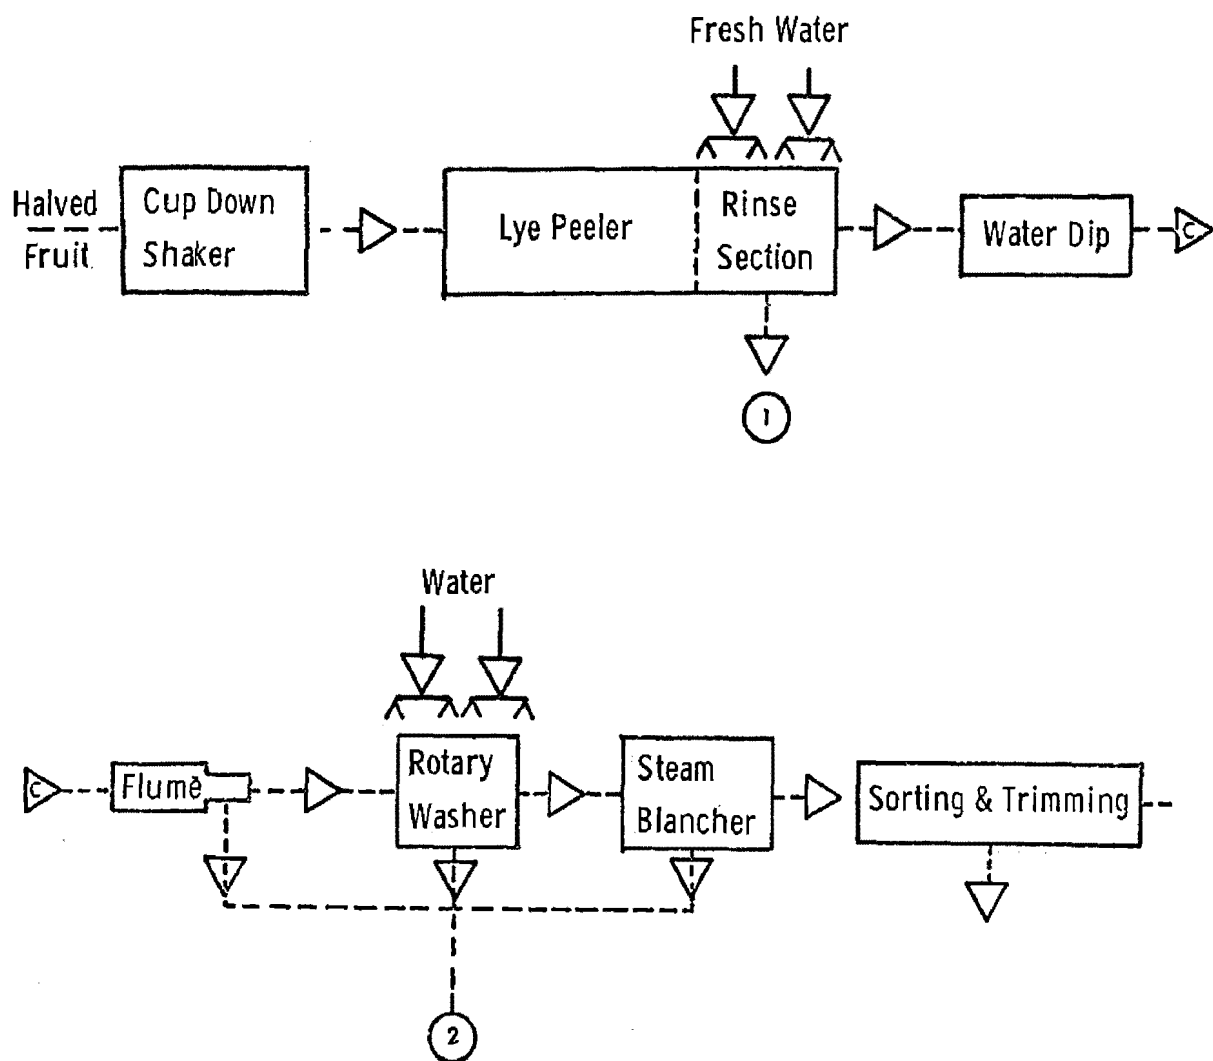 Fresh Water
Halved
Fruit.
Cup Down
Shaker
Lye Peeler
Rinse
Section
Water Dip
C
1
Water
C
Flume
Rotary
Washer
Steam
Blancher
Sorting & Trimming
2